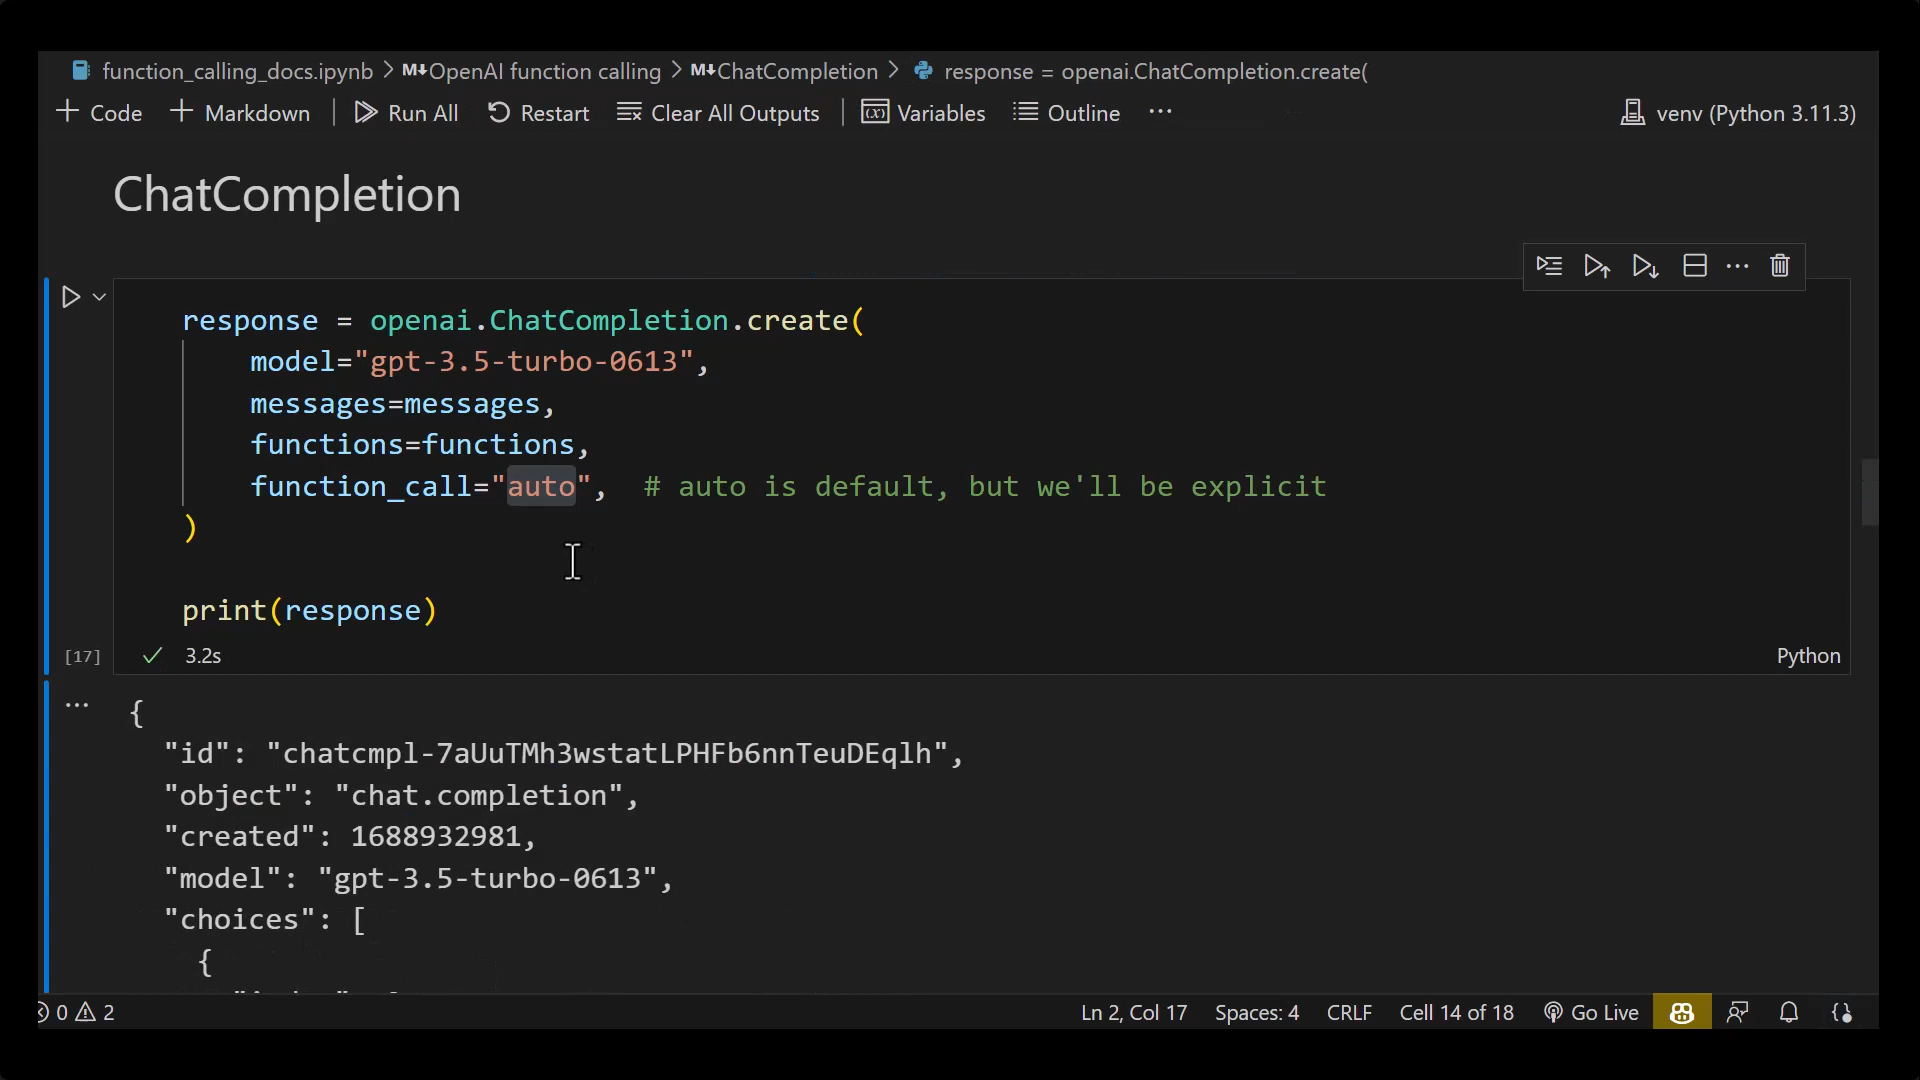 function_calling_docs.ipynb > M↓OpenAI function calling > M↓ChatCompletion > response = openai.ChatCompletion.create(
+ Code + Markdown | Run All Restart Clear All Outputs | (x) Variables Outline ···
venv (Python 3.11.3)
ChatCompletion
response = openai.ChatCompletion.create(
    model="gpt-3.5-turbo-0613",
    messages=messages,
    functions=functions,
    function_call="auto",  # auto is default, but we'll be explicit
)
print(response)
[17] 3.2s Python
{
  "id": "chatcmpl-7aUuTMh3wstatLPHFb6nnTeuDEqlh",
  "object": "chat.completion",
  "created": 1688932981,
  "model": "gpt-3.5-turbo-0613",
  "choices": [
    {
0 2 Ln 2, Col 17 Spaces: 4 CRLF Cell 14 of 18 Go Live